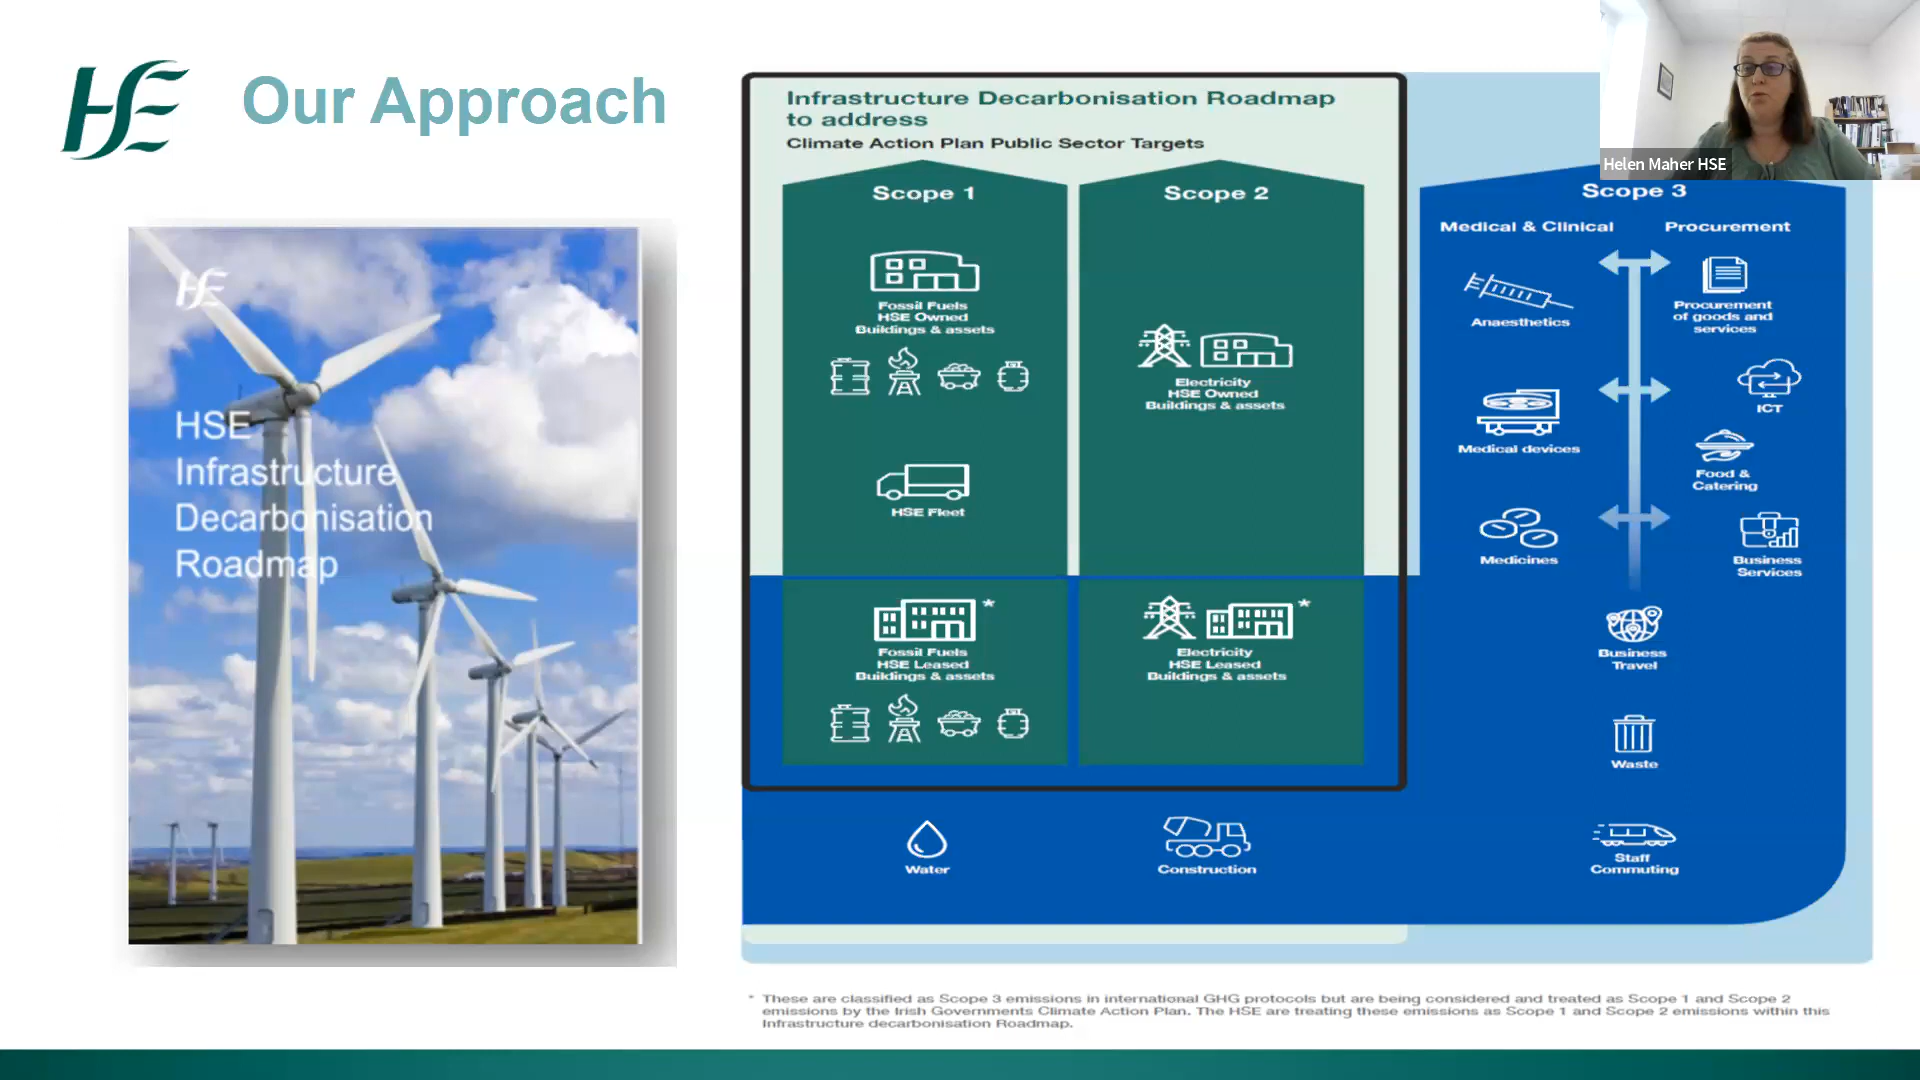 HSE
Our Approach
HSE
HSE
Infrastructure
Decarbonisation
Roadmap
Infrastructure Decarbonisation Roadmap
to address
Climate Action Plan Public Sector Targets
Scope 1
Fossil Fuels
HSE Owned
Buildings & assets
HSE Fleet
Fossil Fuels
HSE Leased
Buildings & assets
*
Scope 2
Electricity
HSE Owned
Buildings & assets
Electricity
HSE Leased
Buildings & assets
*
Water
Construction
Helen Maher HSE
Scope 3
Medical & Clinical
Anaesthetics
Medical devices
Medicines
Procurement
Procurement
of goods and
services
ICT
Food &
Catering
Business
Services
Business
Travel
Waste
Staff
Commuting
* These are classified as Scope 3 emissions in international GHG protocols but are being considered and treated as Scope 1 and Scope 2
emissions by the Irish Governments Climate Action Plan. The HSE are treating these emissions as Scope 1 and Scope 2 emissions within this
Infrastructure decarbonisation Roadmap.